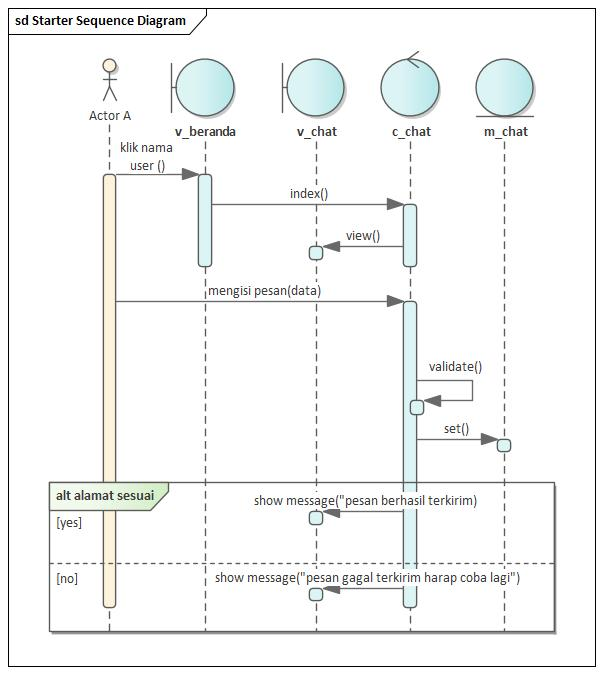 sd Starter Sequence Diagram
Actor A
v_beranda
v_chat
c_chat
m_chat
klik nama
user ()
index()
view()
mengisi pesan(data)
validate()
set()
alt alamat sesuai
show message("pesan berhasil terkirim)
[yes]
[no]
show message("pesan gagal terkirim harap coba lagi")